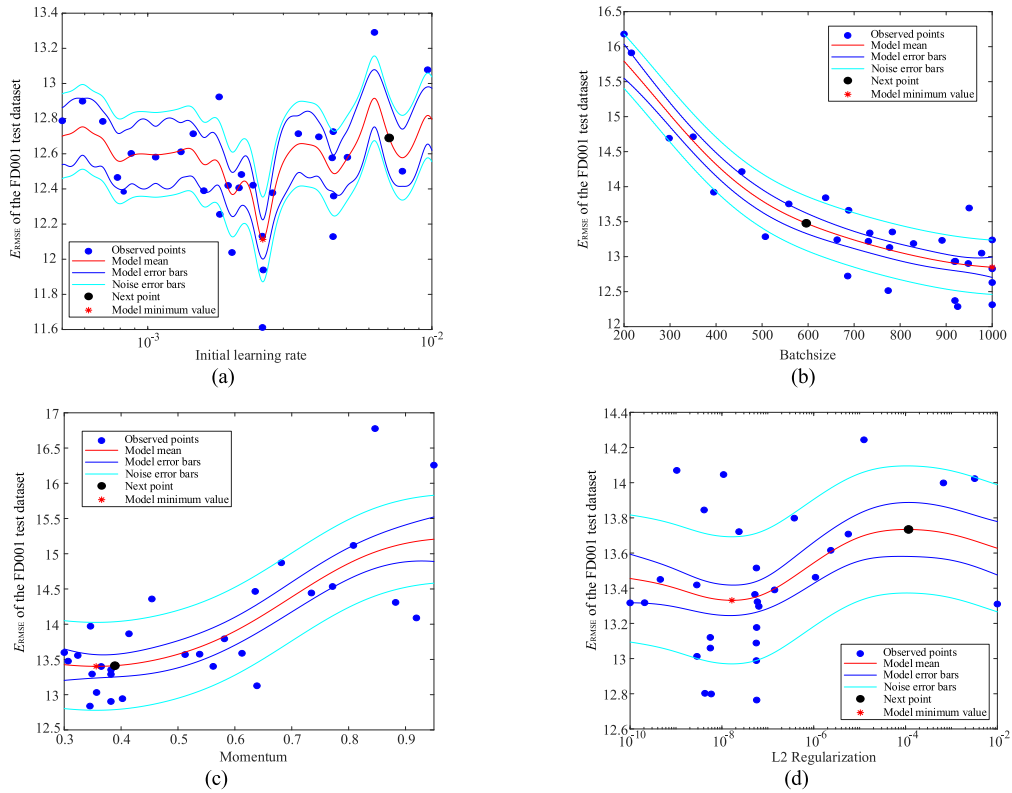 13.4
13.2
13
12.8
12.6
12.4
12.2
12
11.8
11.6
10-3
10-2
ERMSE of the FD001 test dataset
Initial learning rate
Observed points
Model mean
Model error bars
Noise error bars
Next point
Model minimum value
(a)
16.5
16
15.5
15
14.5
14
13.5
13
12.5
12
200 300 400 500 600 700 800 900 1000
ERMSE of the FD001 test dataset
Batchsize
Observed points
Model mean
Model error bars
Noise error bars
Next point
Model minimum value
(b)
17
16.5
16
15.5
15
14.5
14
13.5
13
12.5
0.3 0.4 0.5 0.6 0.7 0.8 0.9
ERMSE of the FD001 test dataset
Momentum
Observed points
Model mean
Model error bars
Noise error bars
Next point
Model minimum value
(c)
14.4
14.2
14
13.8
13.6
13.4
13.2
13
12.8
12.6
10-10 10-8 10-6 10-4 10-2
ERMSE of the FD001 test dataset
L2 Regularization
Observed points
Model mean
Model error bars
Noise error bars
Next point
Model minimum value
(d)